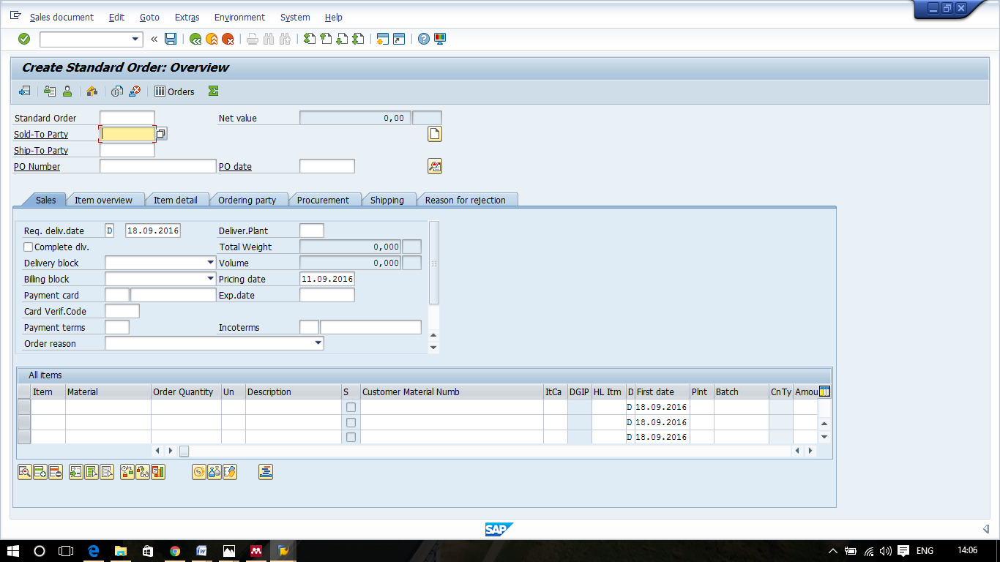 Sales document Edit Goto Extras Environment System Help
Create Standard Order: Overview
Orders
Standard Order Net value 0,00
Sold-To Party
Ship-To Party
PO Number PO date
Sales Item overview Item detail Ordering party Procurement Shipping Reason for rejection
Req. deliv.date D 18.09.2016 Deliver.Plant
Complete dlv. Total Weight 0,000
Delivery block Volume 0,000
Billing block Pricing date 11.09.2016
Payment card Exp.date
Card Verif.Code
Payment terms Incoterms
Order reason
All items
Item Material Order Quantity Un Description S Customer Material Numb ItCa DGIP HL Itm D First date Plnt Batch CnTy Amou
D 18.09.2016
D 18.09.2016
D 18.09.2016
SAP
ENG 14:06